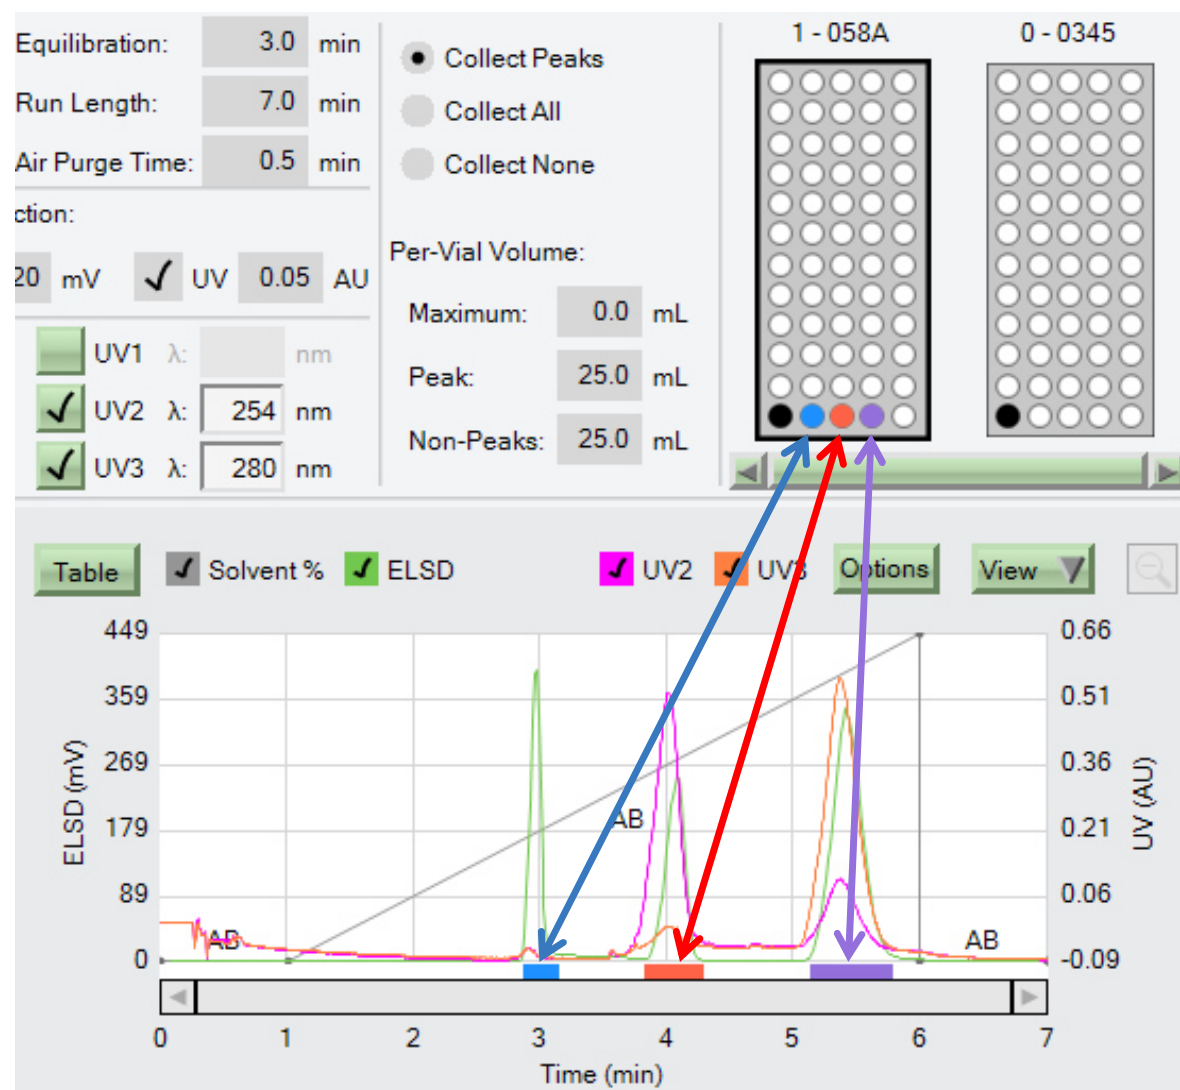 Equilibration: 3.0 min
Run Length: 7.0 min
Air Purge Time: 0.5 min
ction:
20 mV UV 0.05 AU
UV1 λ: nm
UV2 λ: 254 nm
UV3 λ: 280 nm
Collect Peaks
Collect All
Collect None
Per-Vial Volume:
Maximum: 0.0 mL
Peak: 25.0 mL
Non-Peaks: 25.0 mL
1 - 058A
0 - 0345
Table Solvent % ELSD UV2 UV3 Options View
449
359
269
179
89
0
ELSD (mV)
AB
AB
AB
0.66
0.51
0.36
0.21
0.06
-0.09
UV (AU)
0 1 2 3 4 5 6 7
Time (min)